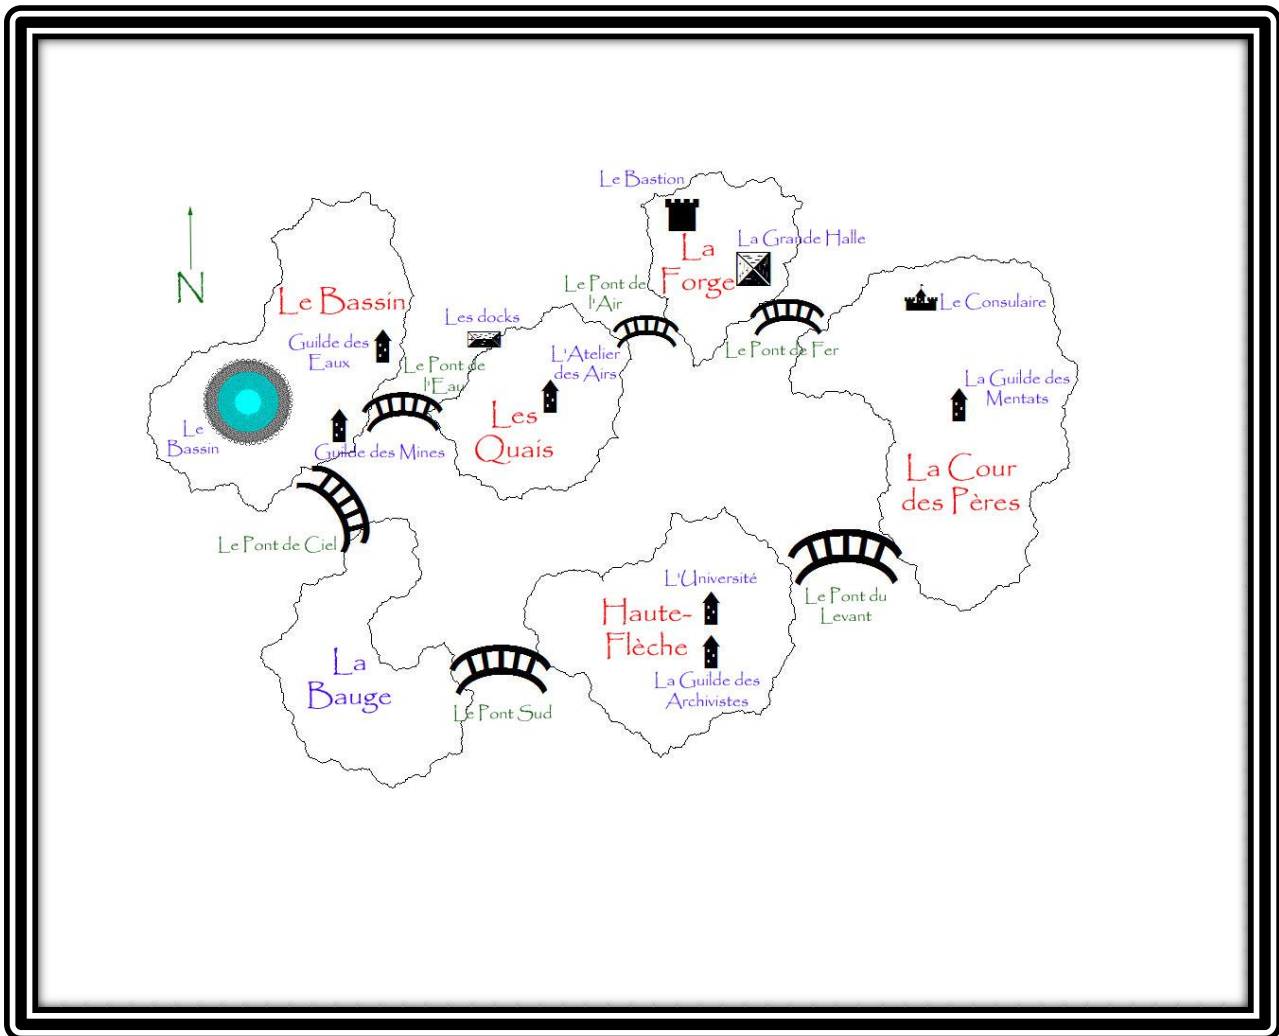 Le Bastion
La
Forge
La Grande Halle
N
Le Bassin
Le Pont de
l'Air
Le Consulaire
Les docks
Guilde des
Eaux
Le Pont de
l'Eau
L'Atelier
des Airs
Le Pont de Fer
La Guilde des
Mentats
Le
Bassin
Guilde des Mines
Les
Quais
La Cour
des Pères
Le Pont de Ciel
L'Université
Haute-
Flèche
La Guilde des
Archivistes
Le Pont du
Levant
La
Bauge
Le Pont Sud